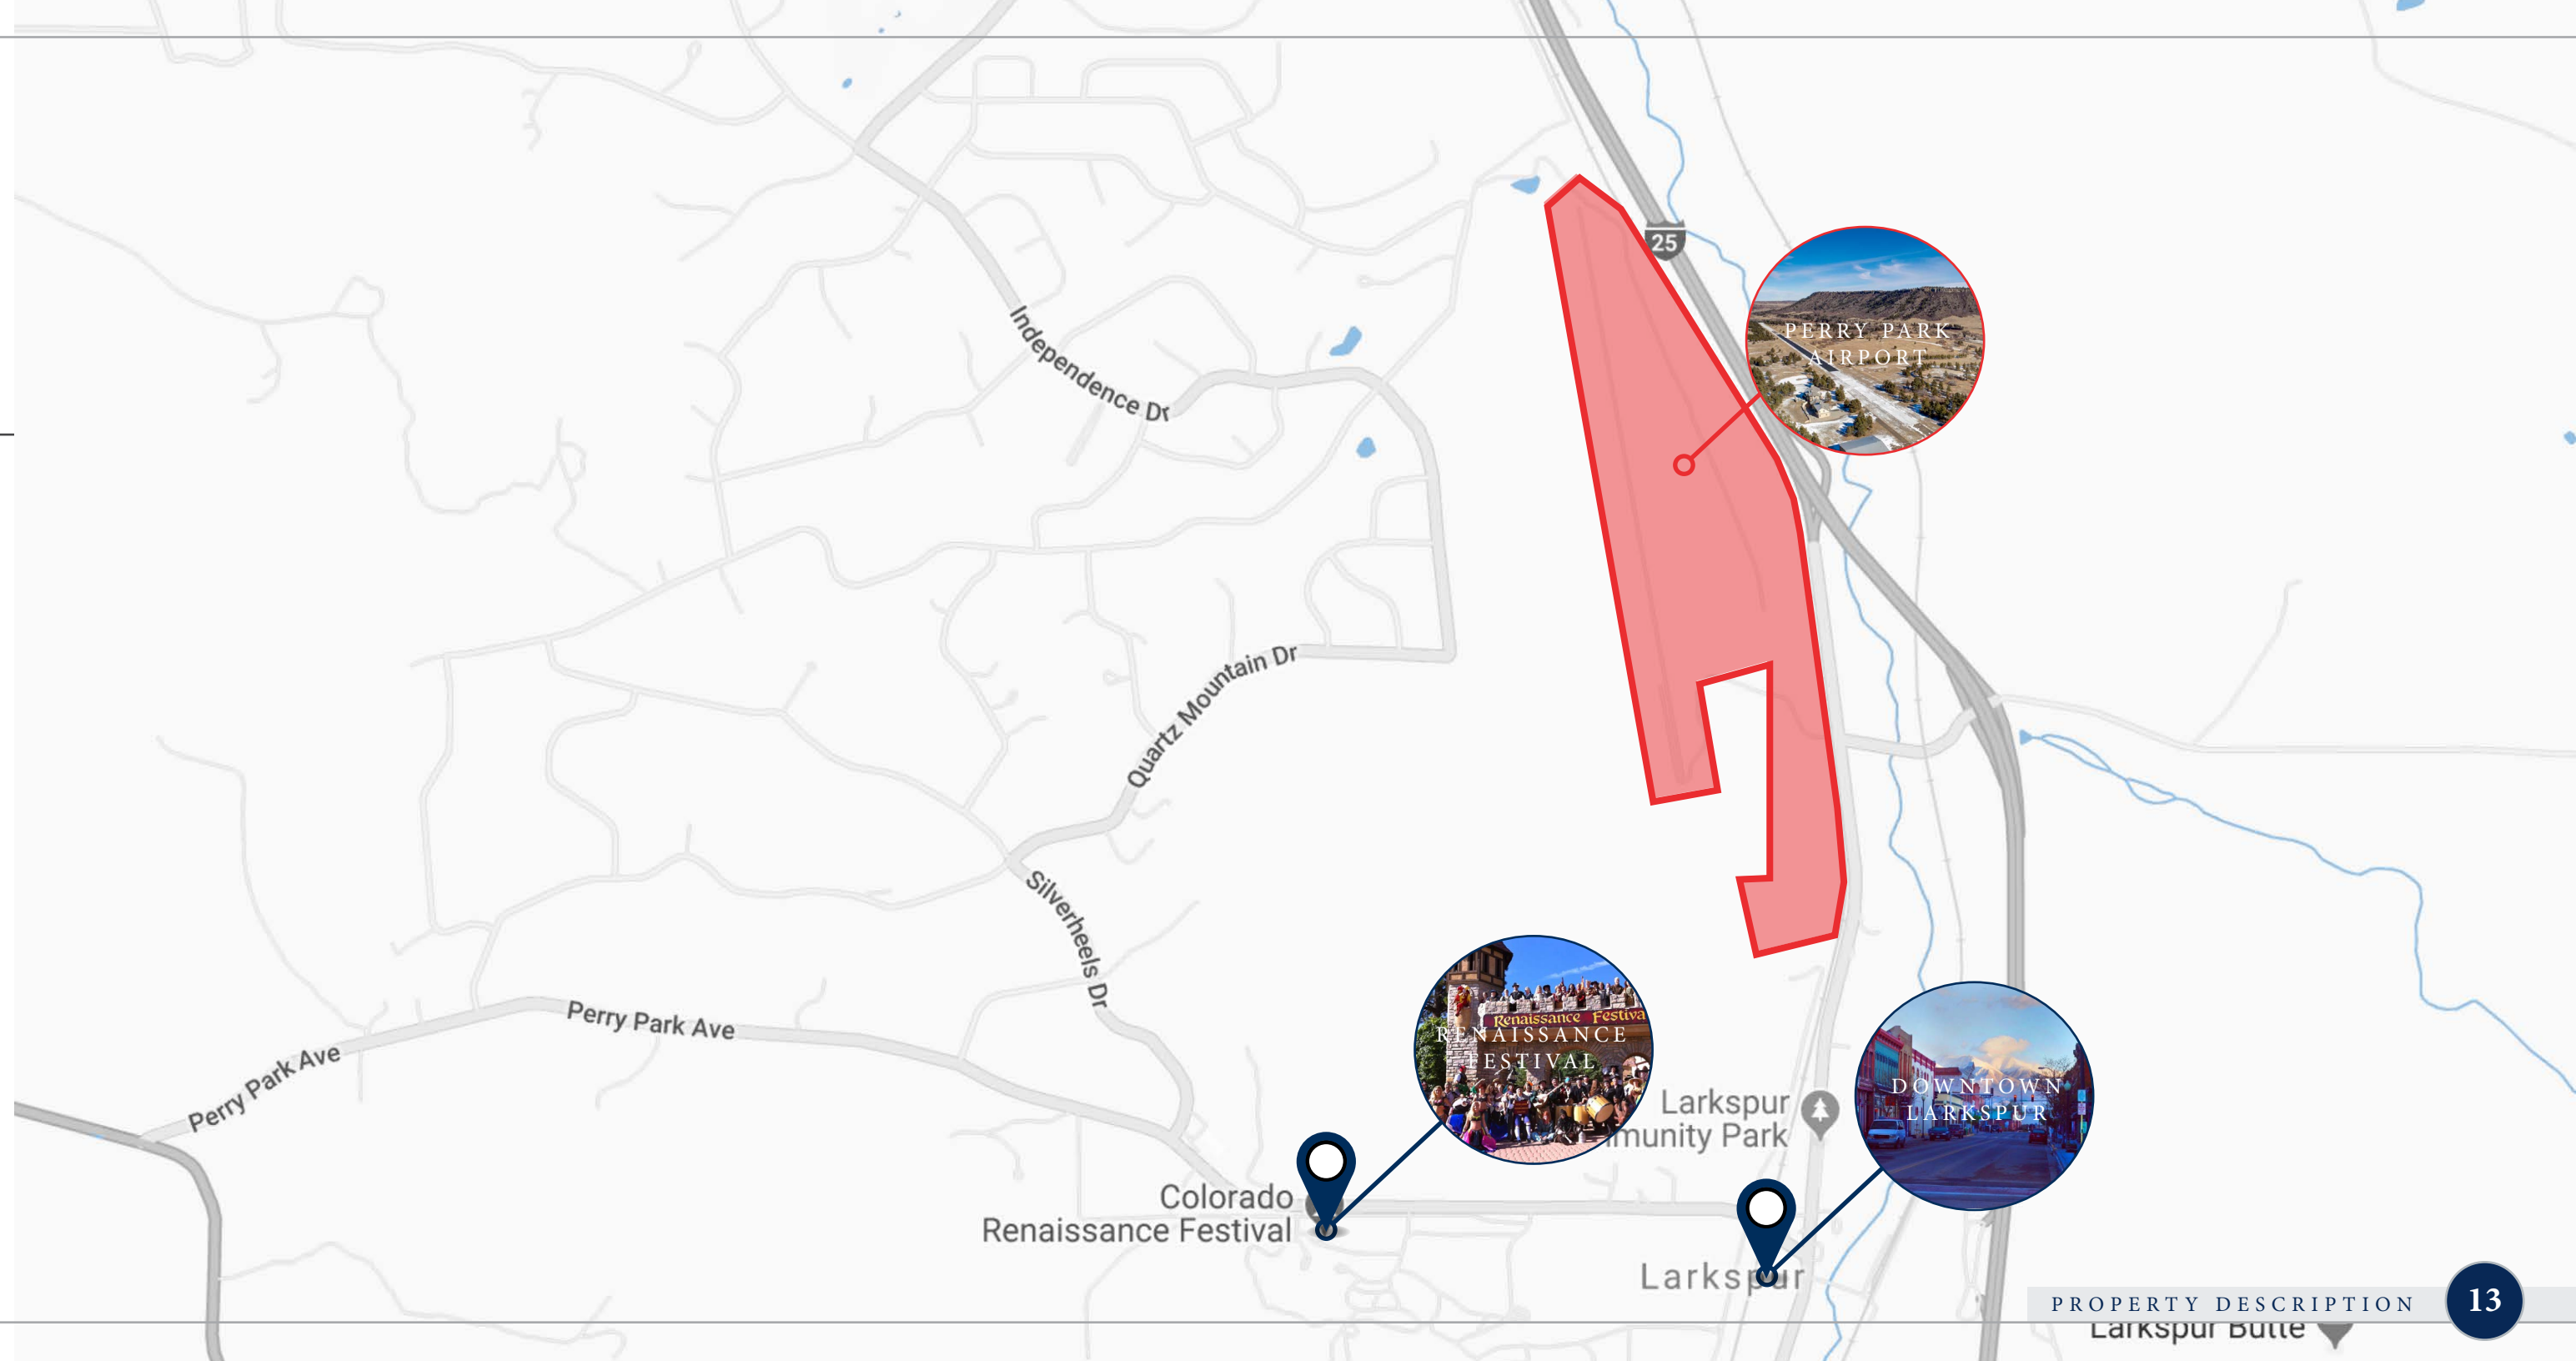 25
PERRY PARK
AIRPORT
Independence Dr
Quartz Mountain Dr
Silverheels Dr
Perry Park Ave
Perry Park Ave
Renaissance Festiva
RENAISSANCE
FESTIVAL
Larkspur
munity Park
DOWNTOWN
LARKSPUR
Colorado
Renaissance Festival
Larkspur
PROPERTY DESCRIPTION
13
Larkspur Butte